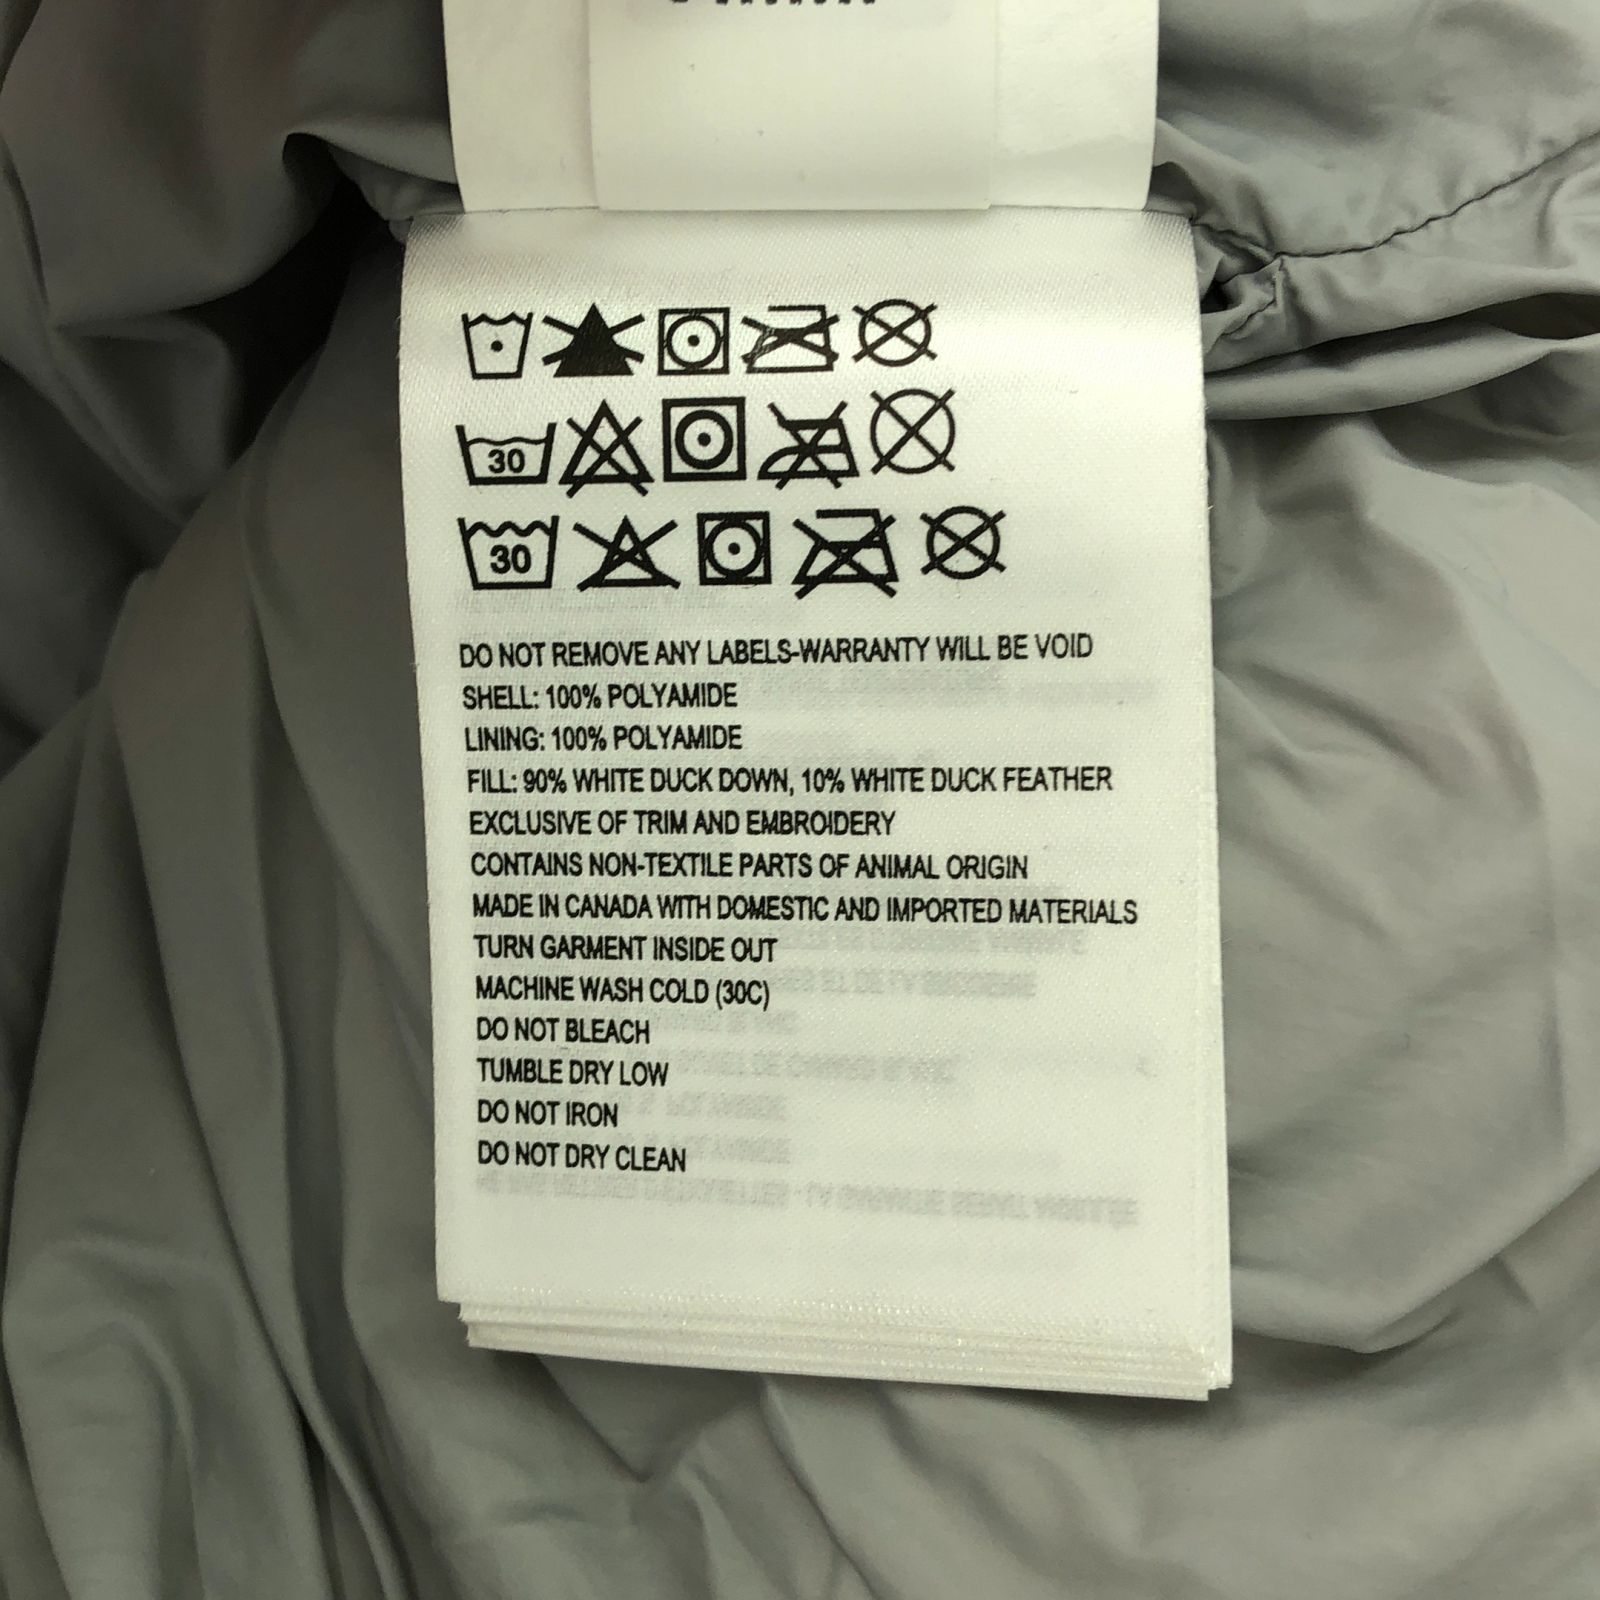 30
30
DO NOT REMOVE ANY LABELS-WARRANTY WILL BE VOID
SHELL: 100% POLYAMIDE
LINING: 100% POLYAMIDE
FILL: 90% WHITE DUCK DOWN, 10% WHITE DUCK FEATHER
EXCLUSIVE OF TRIM AND EMBROIDERY
CONTAINS NON-TEXTILE PARTS OF ANIMAL ORIGIN
MADE IN CANADA WITH DOMESTIC AND IMPORTED MATERIALS
TURN GARMENT INSIDE OUT
MACHINE WASH COLD (30C)
DO NOT BLEACH
TUMBLE DRY LOW
DO NOT IRON
DO NOT DRY CLEAN